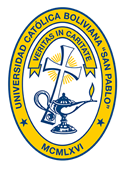 UNIVERSIDAD CATÓLICA BOLIVIANA "SAN PABLO"
VERITAS IN CARITATE
MCMLXVI